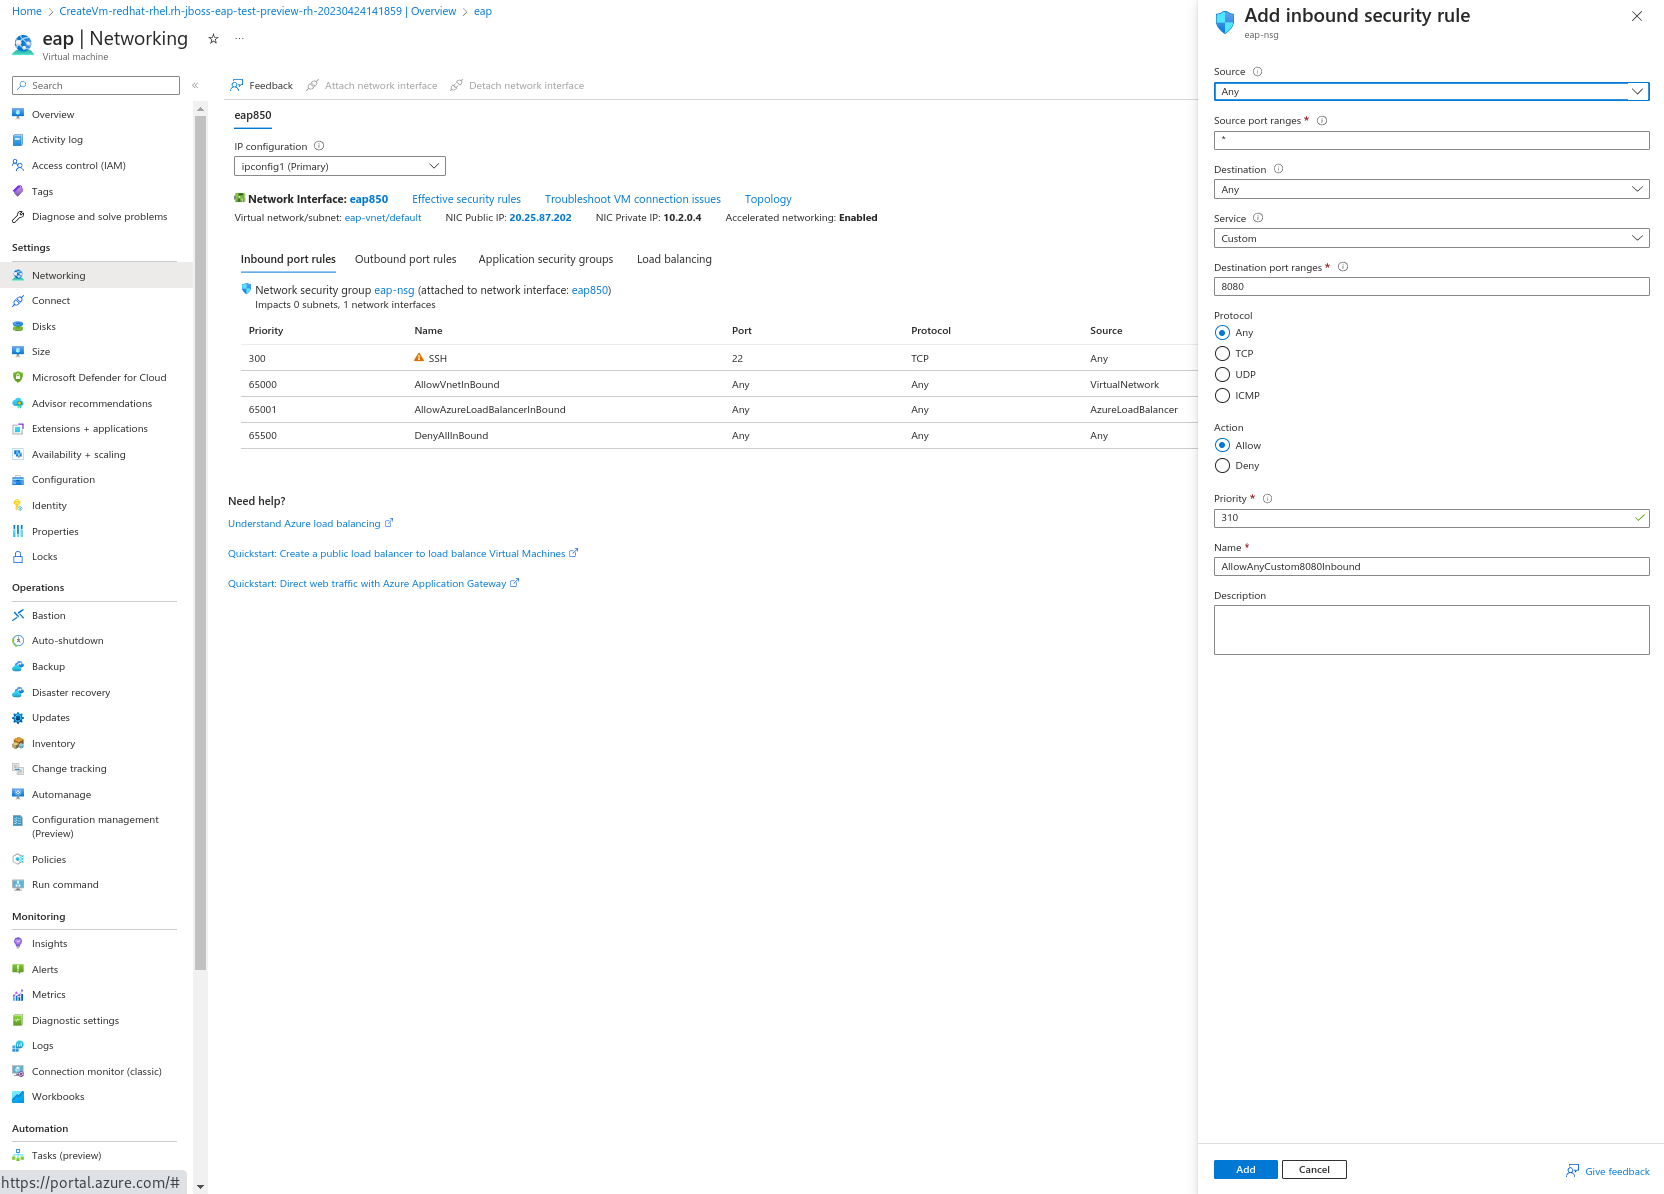 Home > CreateVm-redhat-rhel.rh-jboss-eap-test-preview-rh-20230424141859 | Overview > eap
eap | Networking
...
Virtual machine
Search
«
Overview
Activity log
Access control (IAM)
Tags
Diagnose and solve problems
Settings
Networking
Connect
Disks
Size
Microsoft Defender for Cloud
Advisor recommendations
Extensions + applications
Availability + scaling
Configuration
Identity
Properties
Locks
Operations
Bastion
Auto-shutdown
Backup
Disaster recovery
Updates
Inventory
Change tracking
Automanage
Configuration management
(Preview)
Policies
Run command
Monitoring
Insights
Alerts
Metrics
Diagnostic settings
Logs
Connection monitor (classic)
Workbooks
Automation
Tasks (preview)
https://portal.azure.com/#
Feedback Attach network interface Detach network interface
eap850
IP configuration
ipconfig1 (Primary)
Network Interface: eap850 Effective security rules Troubleshoot VM connection issues Topology
Virtual network/subnet: eap-vnet/default NIC Public IP: 20.25.87.202 NIC Private IP: 10.2.0.4 Accelerated networking: Enabled
Inbound port rules Outbound port rules Application security groups Load balancing
Network security group eap-nsg (attached to network interface: eap850)
Impacts 0 subnets, 1 network interfaces
Priority Name Port Protocol Source
300 SSH 22 TCP Any
65000 AllowVnetInBound Any Any VirtualNetwork
65001 AllowAzureLoadBalancerInBound Any Any AzureLoadBalancer
65500 DenyAllInBound Any Any Any
Need help?
Understand Azure load balancing
Quickstart: Create a public load balancer to load balance Virtual Machines
Quickstart: Direct web traffic with Azure Application Gateway
Add inbound security rule
eap-nsg
Source
Any
Source port ranges *
*
Destination
Any
Service
Custom
Destination port ranges *
8080
Protocol
Any
TCP
UDP
ICMP
Action
Allow
Deny
Priority *
310
Name *
AllowAnyCustom8080Inbound
Description
Add Cancel Give feedback